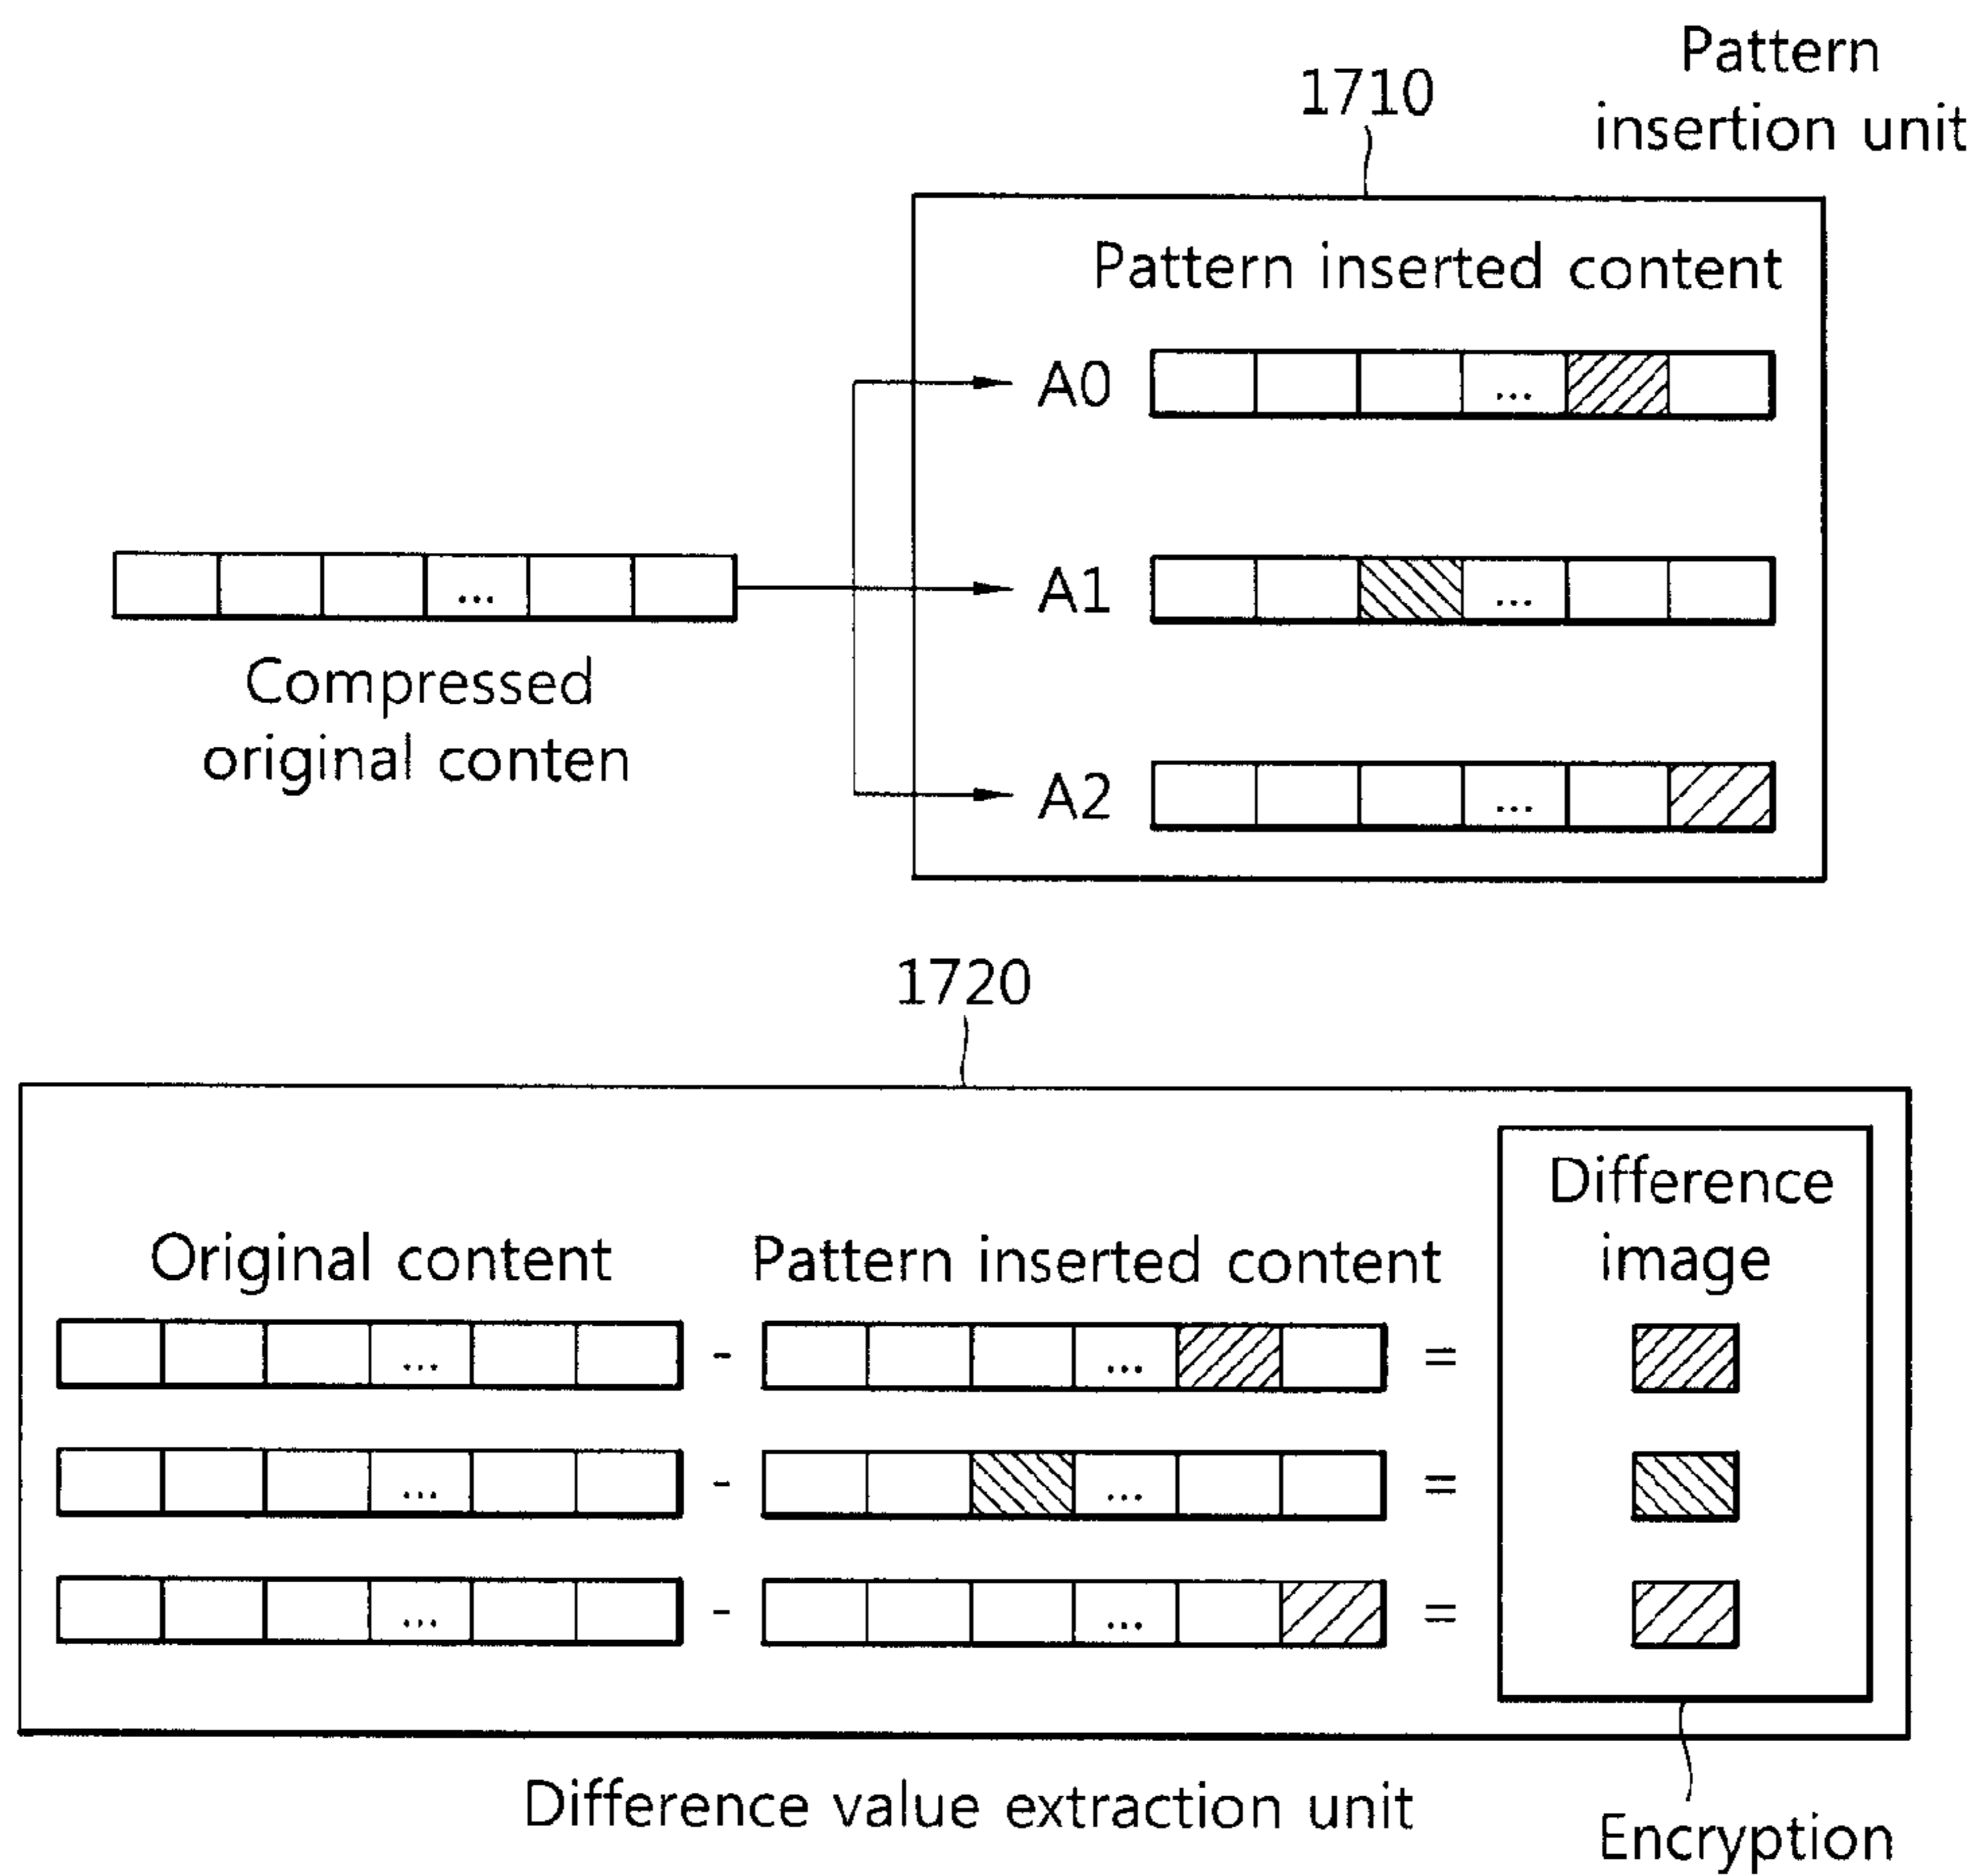 Pattern
insertion unit
1710
Pattern inserted content
A0
...
A1
...
...
Compressed
original conten
A2
...
1720
Difference
image
Original content
Pattern inserted content
... - ... =
... - ... =
... - ... =
Difference value extraction unit
Encryption